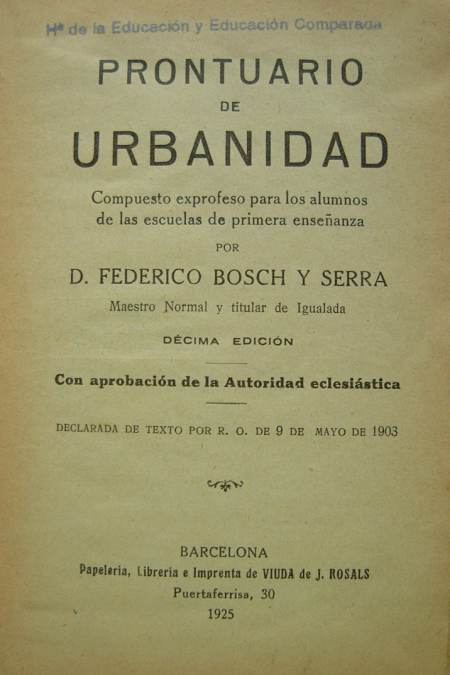 Hª de la Educación y Educación Comparada
PRONTUARIO
DE
URBANIDAD
Compuesto exprofeso para los alumnos
de las escuelas de primera enseñanza
POR
D. FEDERICO BOSCH Y SERRA
Maestro Normal y titular de Igualada
DÉCIMA EDICIÓN
Con aprobación de la Autoridad eclesiástica
DECLARADA DE TEXTO POR R. O. DE 9 DE MAYO DE 1903
BARCELONA
Papelería, Librería e Imprenta de VIUDA de J. ROSALS
Puertaferrisa, 30
1925